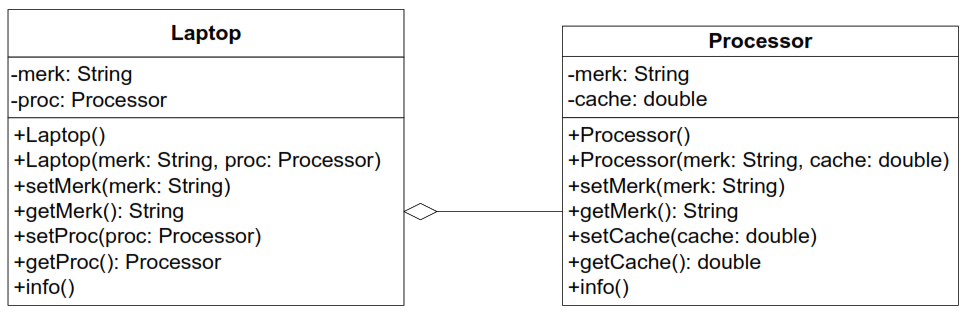 Laptop
-merk: String
-proc: Processor
+Laptop()
+Laptop(merk: String, proc: Processor)
+setMerk(merk: String)
+getMerk(): String
+setProc(proc: Processor)
+getProc(): Processor
+info()
Processor
-merk: String
-cache: double
+Processor()
+Processor(merk: String, cache: double)
+setMerk(merk: String)
+getMerk(): String
+setCache(cache: double)
+getCache(): double
+info()